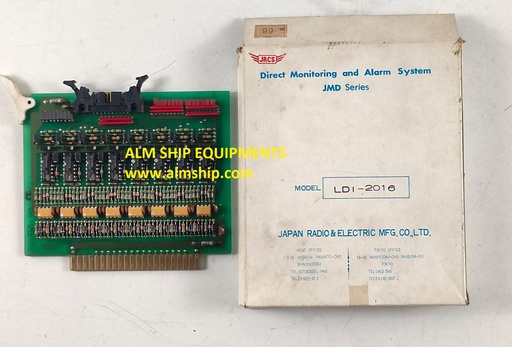 JRCS
Direct Monitoring and Alarm System
JMD Series
ALM SHIP EQUIPMENTS
www.almship.com
MODEL LDI-2016
JAPAN RADIO & ELECTRIC MFG. CO., LTD.
HEAD OFFICE
TOKYO OFFICE
TOKYO